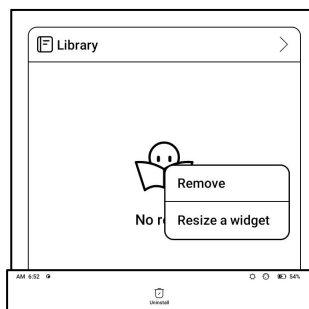 Library
Remove
No r
Resize a widget
AM 6:52 54%
Uninstall